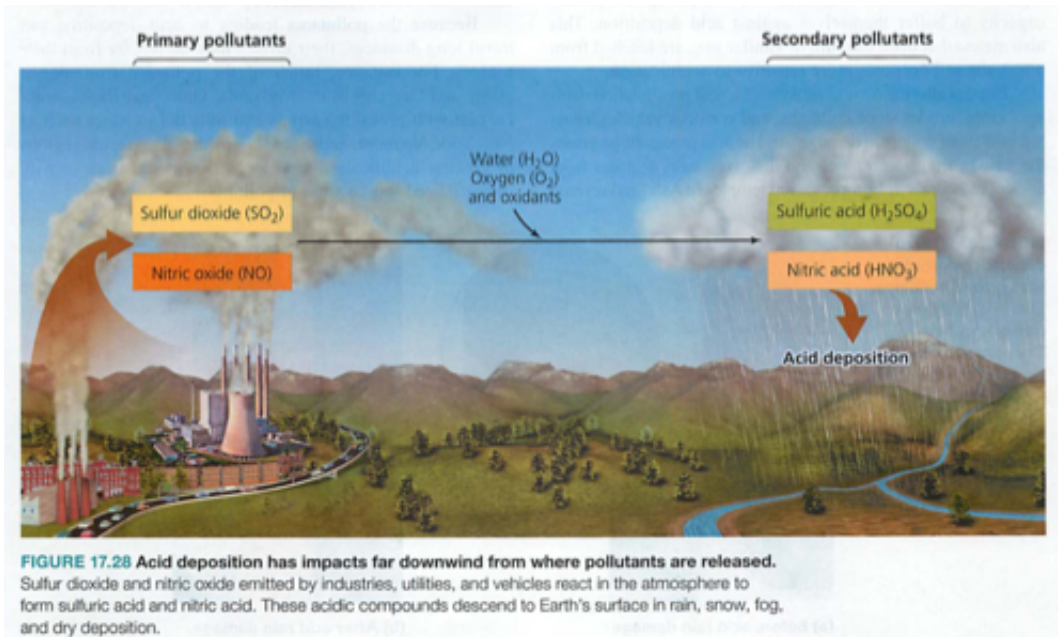 Primary pollutants
Secondary pollutants
Water (H₂O)
Oxygen (O₂)
and oxidants
Sulfur dioxide (SO₂)
Nitric oxide (NO)
Sulfuric acid (H₂SO₄)
Nitric acid (HNO₃)
Acid deposition
FIGURE 17.28 Acid deposition has impacts far downwind from where pollutants are released.
Sulfur dioxide and nitric oxide emitted by industries, utilities, and vehicles react in the atmosphere to
form sulfuric acid and nitric acid. These acidic compounds descend to Earth's surface in rain, snow, fog,
and dry deposition.